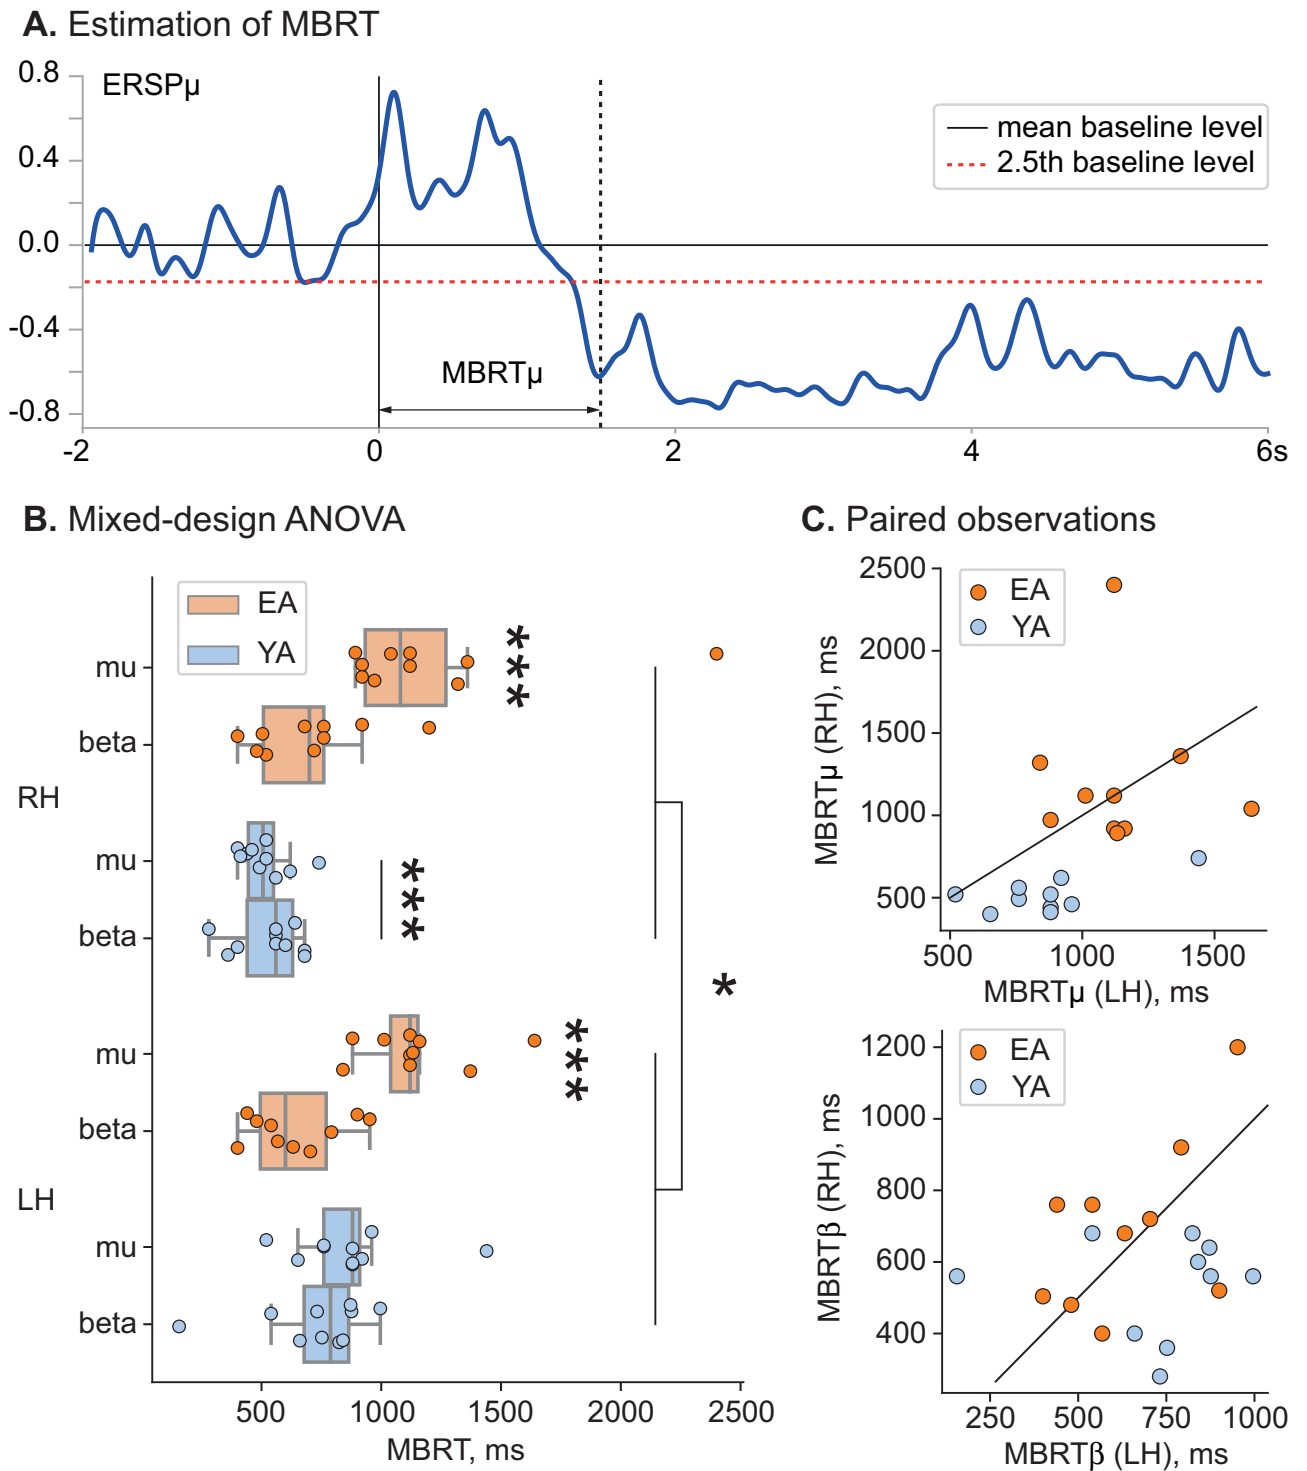 A. Estimation of MBRT
0.8
ERSPμ
0.4
0.0
-0.4
-0.8
mean baseline level
2.5th baseline level
MBRTμ
-2
0
2
4
6s
B. Mixed-design ANOVA
EA
YA
mu
beta
RH
mu
beta
mu
beta
LH
mu
beta
***
***
***
*
500
1000
1500
2000
2500
MBRT, ms
C. Paired observations
2500
2000
1500
1000
500
EA
YA
MBRTμ (RH), ms
500
1000
1500
MBRTμ (LH), ms
1200
1000
800
600
400
EA
YA
MBRTβ (RH), ms
250
500
750
1000
MBRTβ (LH), ms